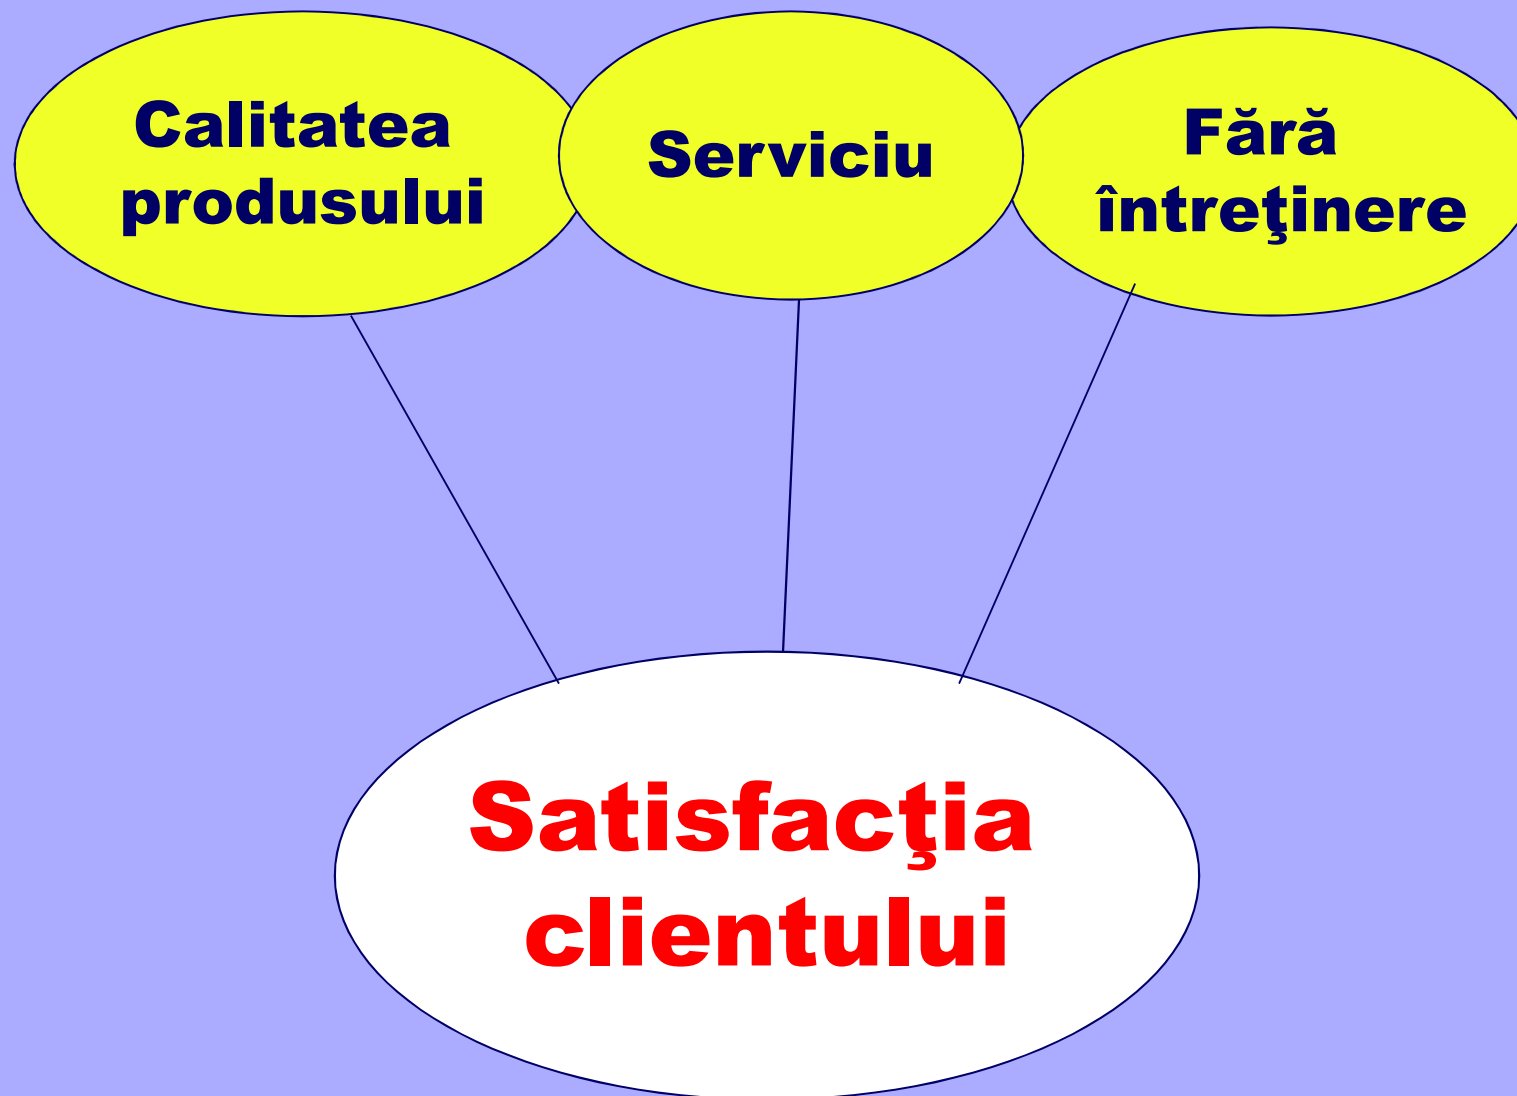 Calitatea
produsului
Serviciu
Fără
întreţinere
Satisfacţia
clientului